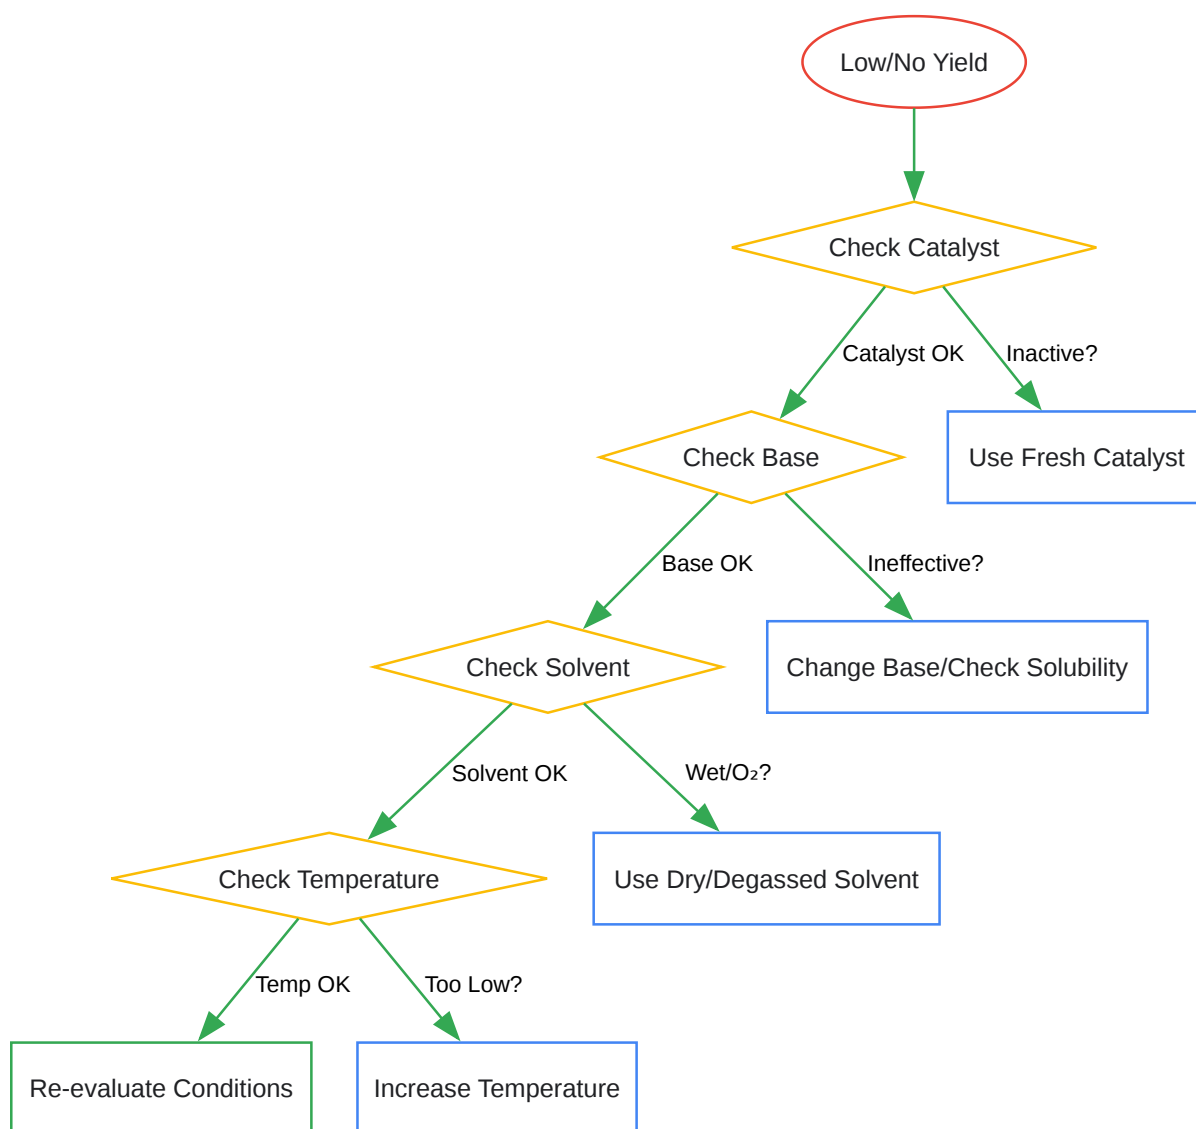 Low/No Yield
Check Catalyst
Catalyst OK
Inactive?
Check Base
Use Fresh Catalyst
Base OK
Ineffective?
Check Solvent
Change Base/Check Solubility
Solvent OK
Wet/O₂?
Check Temperature
Use Dry/Degassed Solvent
Temp OK
Too Low?
Re-evaluate Conditions
Increase Temperature